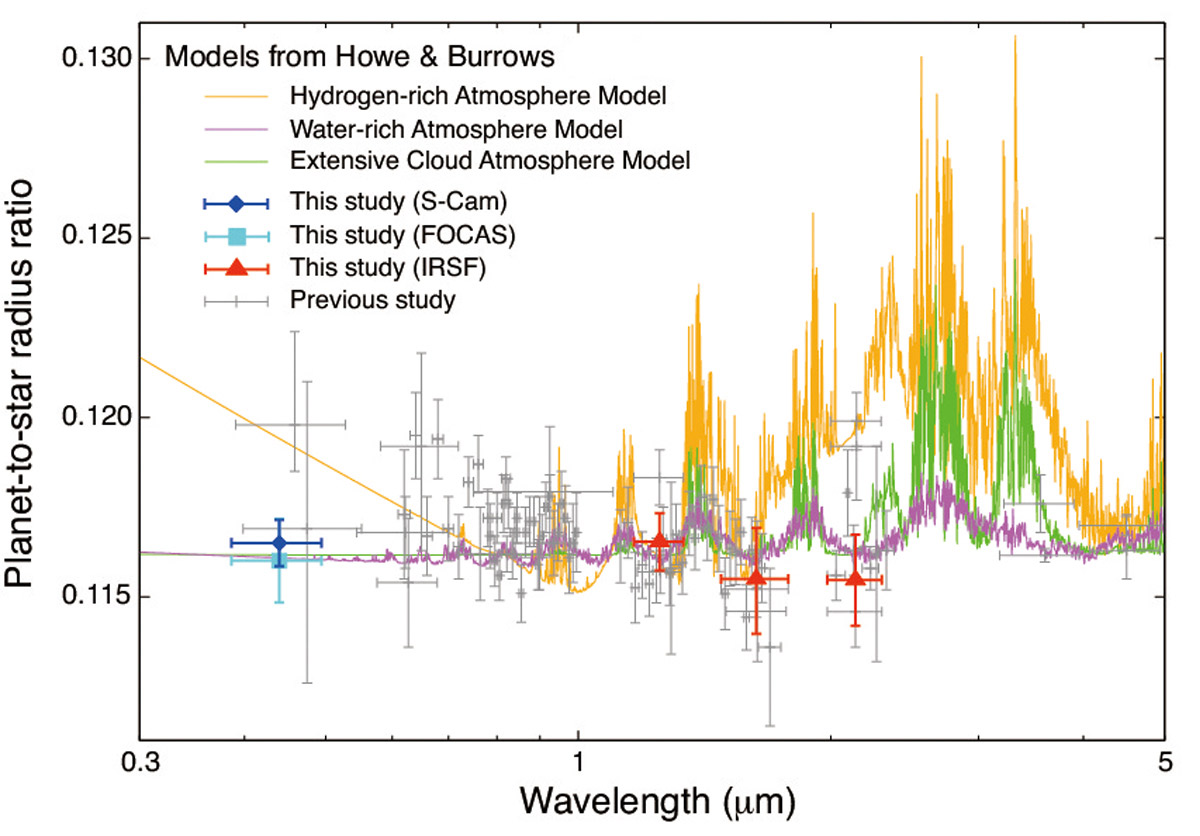 0.130
0.125
0.120
0.115
Planet-to-star radius ratio
Models from Howe & Burrows
Hydrogen-rich Atmosphere Model
Water-rich Atmosphere Model
Extensive Cloud Atmosphere Model
This study (S-Cam)
This study (FOCAS)
This study (IRSF)
Previous study
0.3
1
5
Wavelength (μm)